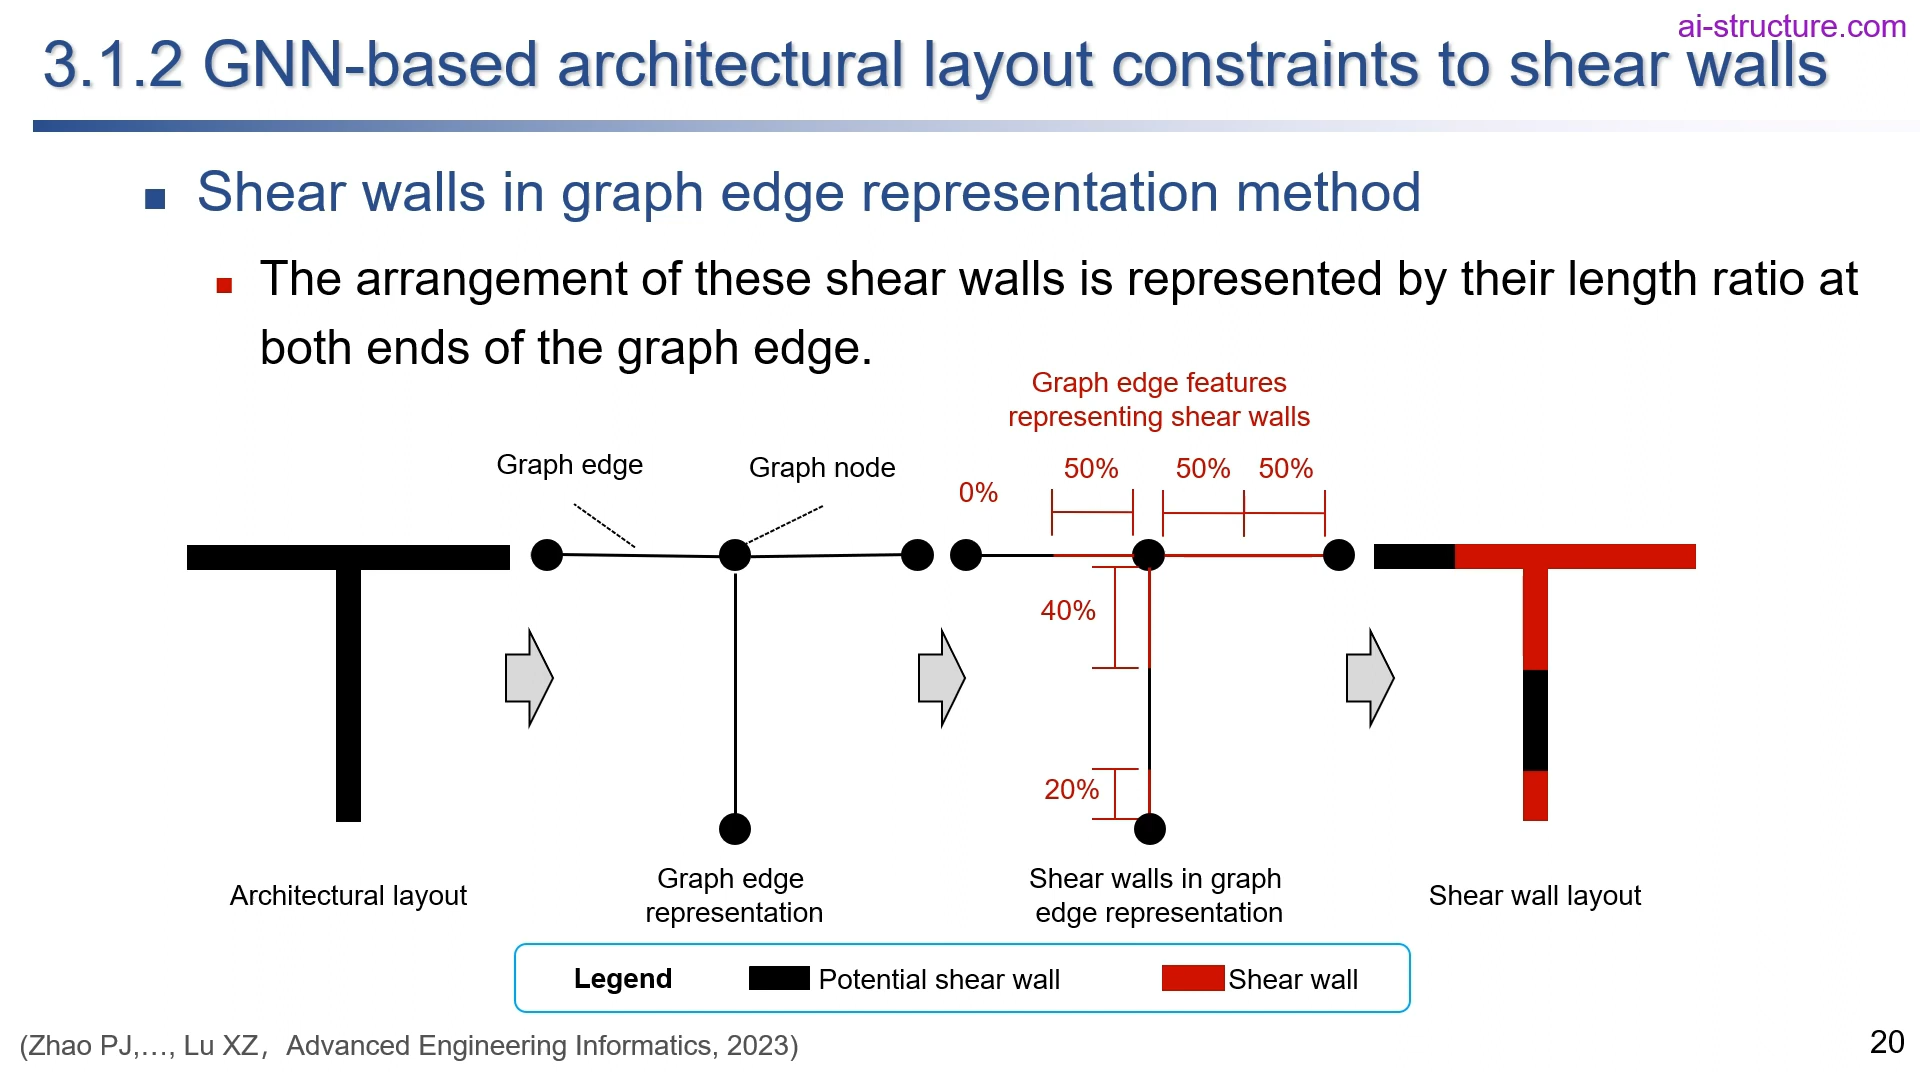 ai-structure.com
3.1.2 GNN-based architectural layout constraints to shear walls
Shear walls in graph edge representation method
The arrangement of these shear walls is represented by their length ratio at
both ends of the graph edge.
Graph edge features
representing shear walls
Graph edge
Graph node
0%
50%
50%
50%
40%
20%
Architectural layout
Graph edge
representation
Shear walls in graph
edge representation
Shear wall layout
Legend
Potential shear wall
Shear wall
(Zhao PJ,…, Lu XZ，Advanced Engineering Informatics, 2023)
20